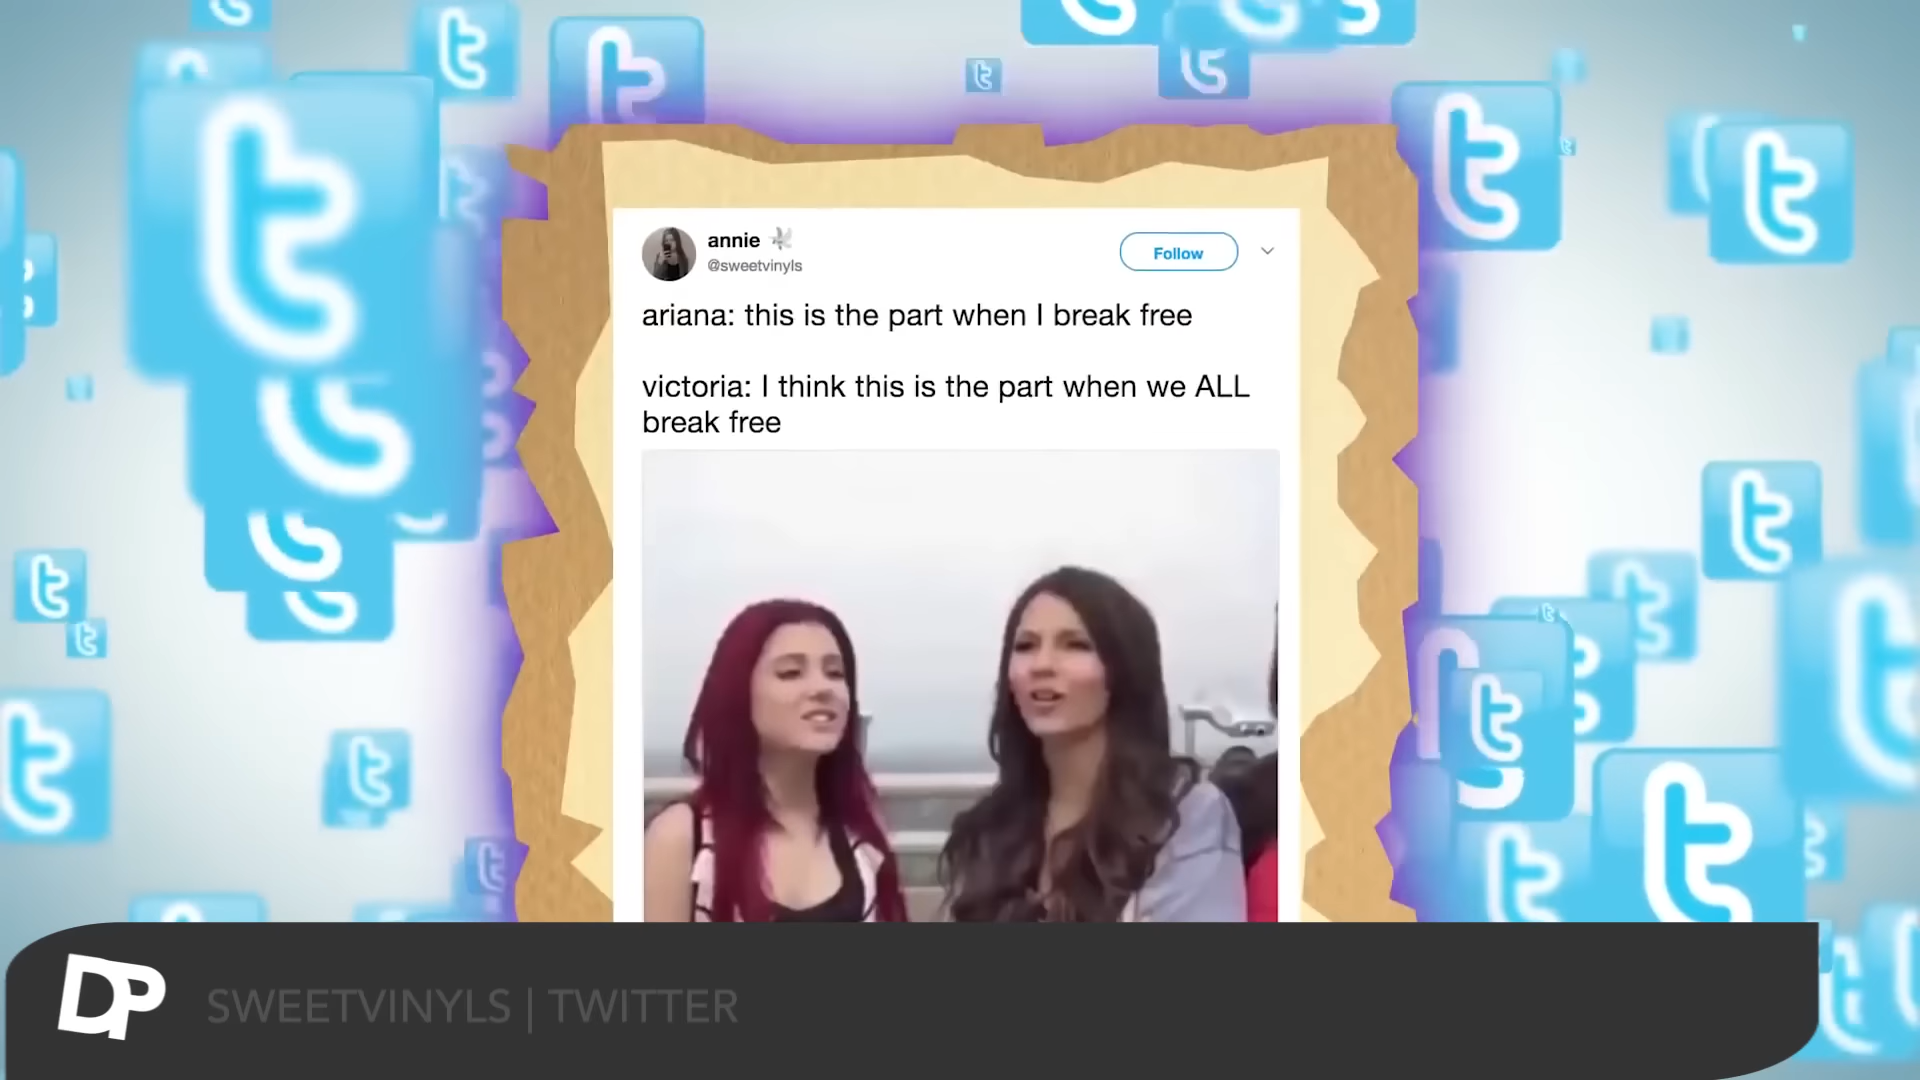 annie
@sweetvinyls
Follow
ariana: this is the part when I break free
victoria: I think this is the part when we ALL
break free
DP
SWEETVINYLS | TWITTER